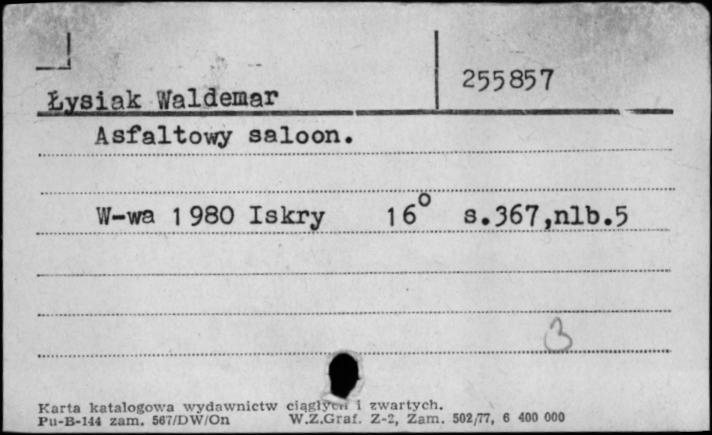 255857
Łysiak Waldemar
Asfaltowy saloon.
W-wa 1980 Iskry 16° s.367,nlb.5
3
Karta katalogowa wydawnictw ciągłych i zwartych.
Pu-B-144 zam. 567/DW/On W.Z.Graf. Z-2, Zam. 502/77, 6 400 000